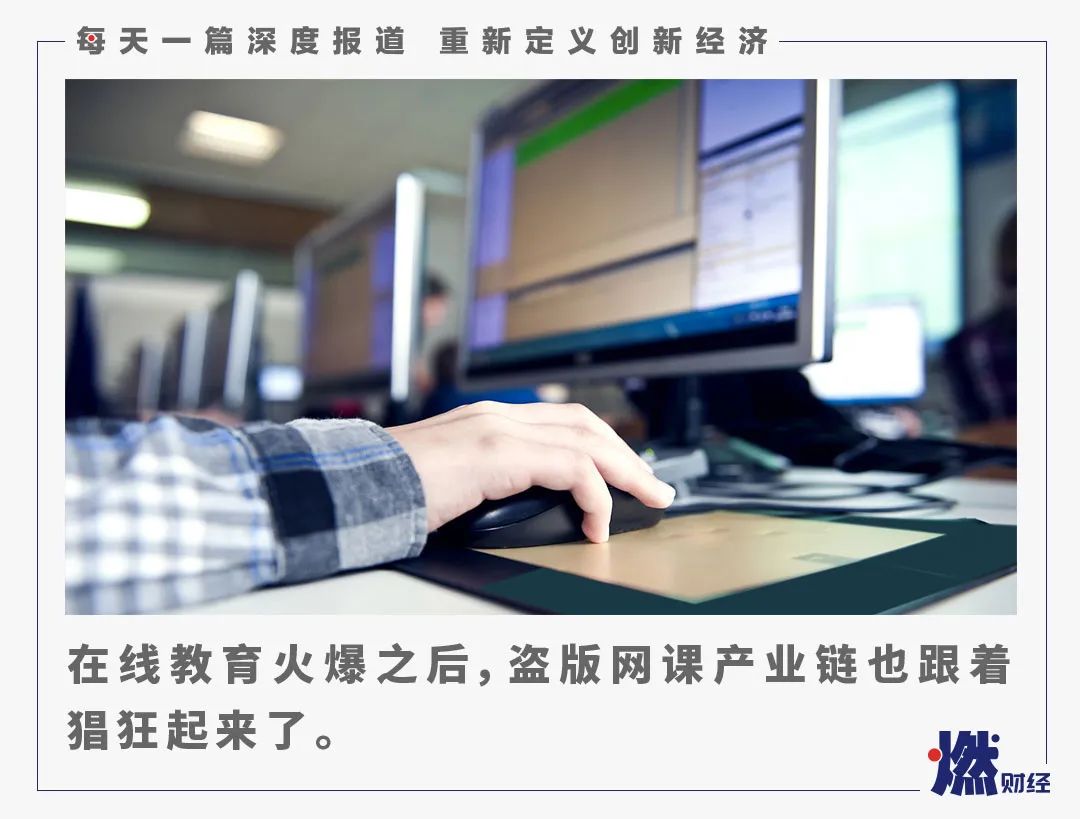 每天一篇深度报道 重新定义创新经济
在线教育火爆之后,盗版网课产业链也跟着
猖狂起来了。
燃财经